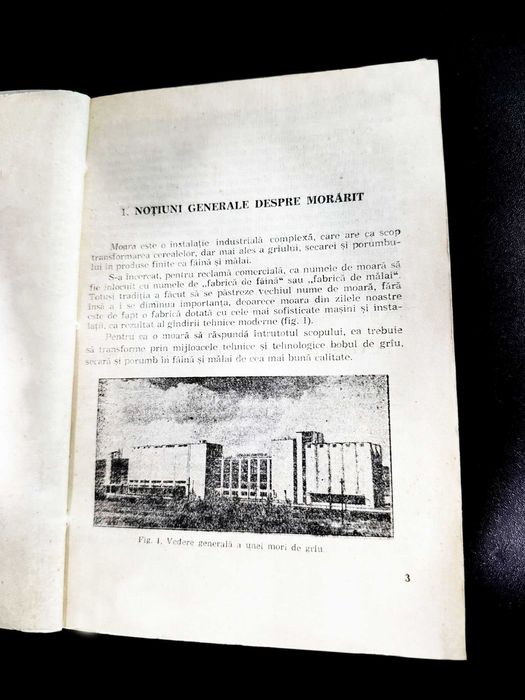 1. NOȚIUNI GENERALE DESPRE MORĂRIT
Moara este o instalație industrială complexă, care are ca scop
transformarea cerealelor, dar mai ales a grîului, secarei și porumbu-
lui în produse finite ca făină și mălai.
S-a încercat, pentru reclamă comercială, ca numele de moară să
fie înlocuit cu numele de „fabrică de făină" sau „fabrică de mălai".
Totuși tradiția a făcut să se păstreze vechiul nume de moară, fără
însă a i se diminua importanța, deoarece moara din zilele noastre
este de fapt o fabrică dotată cu cele mai sofisticate mașini și insta-
lații, ca rezultat al gîndirii tehnice moderne (fig. 1).
Pentru ca o moară să răspundă întrutotul scopului, ea trebuie
să transforme prin mijloacele tehnice și tehnologice bobul de grîu,
secară și porumb în făină și mălai de cea mai bună calitate.
Fig. 1. Vedere generală a unei mori de grîu.
3